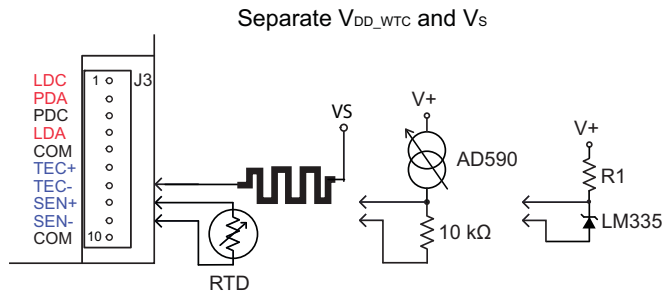 Separate VDD_WTC and VS
LDC
PDA
PDC
LDA
COM
TEC+
TEC-
SEN+
SEN-
COM
1
10
J3
VS
RTD
V+
AD590
10 kΩ
V+
R1
LM335